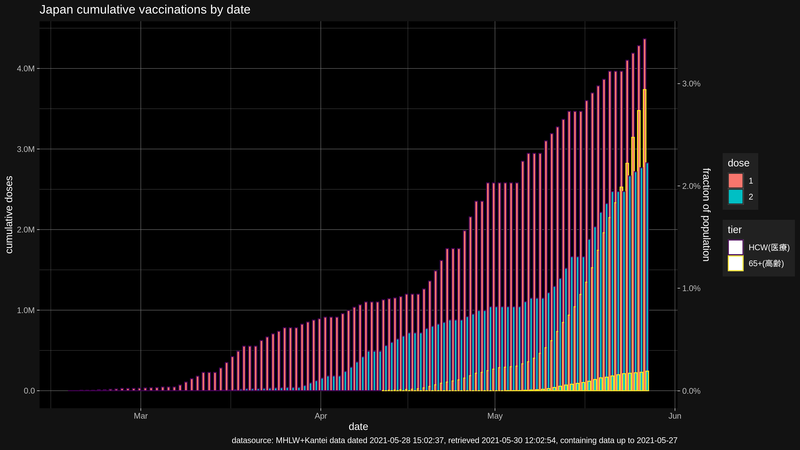 Japan cumulative vaccinations by date
4.0M
3.0M
2.0M
1.0M
0.0
cumulative doses
3.0%
2.0%
1.0%
0.0%
fraction of population
Mar
Apr
May
Jun
date
dose
1
2
tier
HCW(医療)
65+(高齢)
datasource: MHLW+Kantei data dated 2021-05-28 15:02:37, retrieved 2021-05-30 12:02:54, containing data up to 2021-05-27